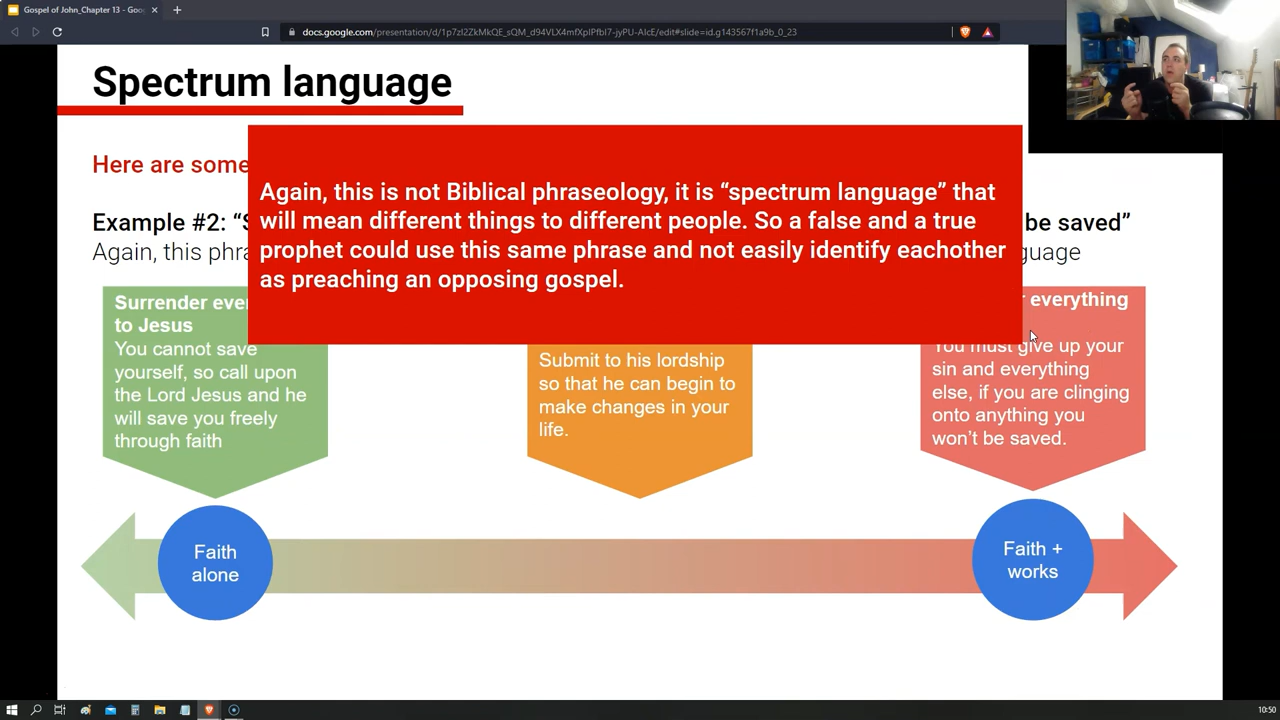 Gospel of John_Chapter 13 - Goo
docs.google.com/presentation/d/1p7zI2ZkMkQE_sQM_d94VLX4mfXpIPfbI7-jyPU-AIcE/edit#slide=id.g143567f1a9b_0_23
Spectrum language
Here are some
Again, this is not Biblical phraseology, it is “spectrum language” that
will mean different things to different people. So a false and a true
prophet could use this same phrase and not easily identify eachother
as preaching an opposing gospel.
Example #2: “S be saved”
Again, this phra guage
Surrender ever
to Jesus
You cannot save
yourself, so call upon
the Lord Jesus and he
will save you freely
through faith
Submit to his lordship
so that he can begin to
make changes in your
life.
r everything
You must give up your
sin and everything
else, if you are clinging
onto anything you
won’t be saved.
Faith
alone
Faith +
works
10:50